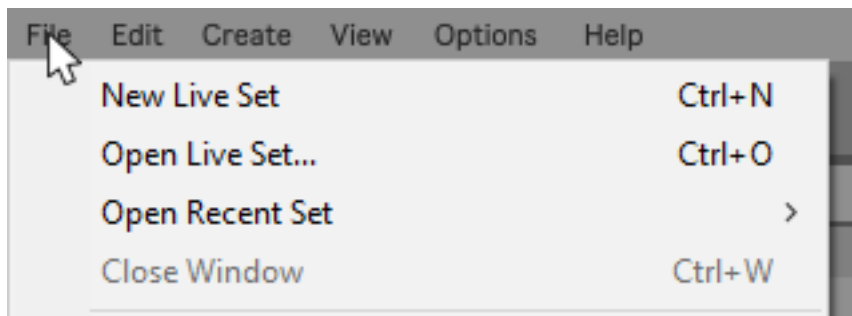 File Edit Create View Options Help
New Live Set Ctrl+N
Open Live Set... Ctrl+O
Open Recent Set >
Close Window Ctrl+W